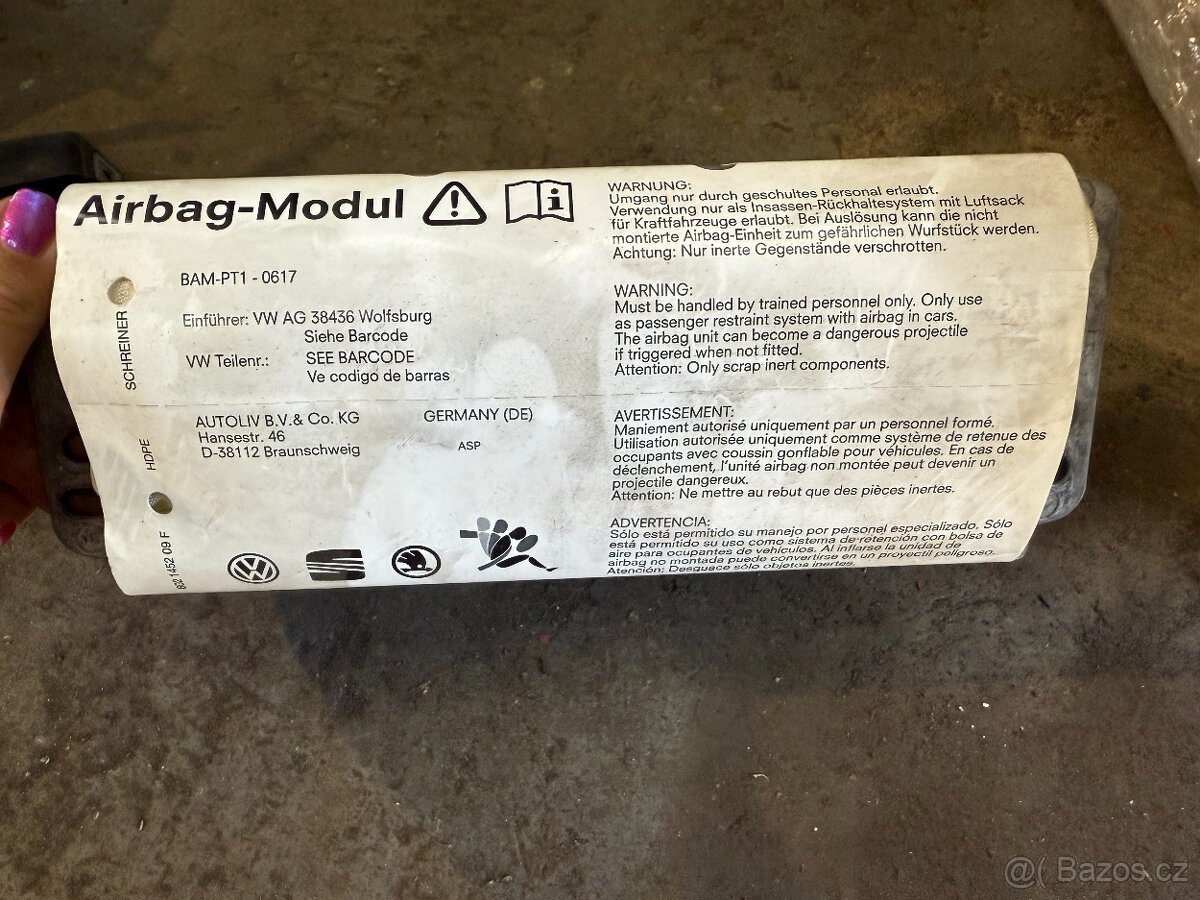 Airbag-Modul
BAM-PT1 - 0617
Einführer: VW AG 38436 Wolfsburg
Siehe Barcode
VW Teilenr.: SEE BARCODE
Ve codigo de barras
AUTOLIV B.V.& Co. KG GERMANY (DE)
Hansestr. 46 ASP
D-38112 Braunschweig
SCHREINER
HDPE
602 1452 09 F
WARNUNG:
Umgang nur durch geschultes Personal erlaubt.
Verwendung nur als Insassen-Rückhaltesystem mit Luftsack
für Kraftfahrzeuge erlaubt. Bei Auslösung kann die nicht
montierte Airbag-Einheit zum gefährlichen Wurfstück werden.
Achtung: Nur inerte Gegenstände verschrotten.
WARNING:
Must be handled by trained personnel only. Only use
as passenger restraint system with airbag in cars.
The airbag unit can become a dangerous projectile
if triggered when not fitted.
Attention: Only scrap inert components.
AVERTISSEMENT:
Maniement autorisé uniquement par un personnel formé.
Utilisation autorisée uniquement comme système de retenue des
occupants avec coussin gonflable pour véhicules. En cas de
déclenchement, l'unité airbag non montée peut devenir un
projectile dangereux.
Attention: Ne mettre au rebut que des pièces inertes.
ADVERTENCIA:
Sólo está permitido su manejo por personal especializado. Sólo
está permitido su uso como sistema de retención con bolsa de
aire para ocupantes de vehículos. Al inflarse la unidad de
airbag no montada puede convertirse en un proyectil peligroso.
Atención: Desguace sólo objetos inertes.
@( Bazos.cz